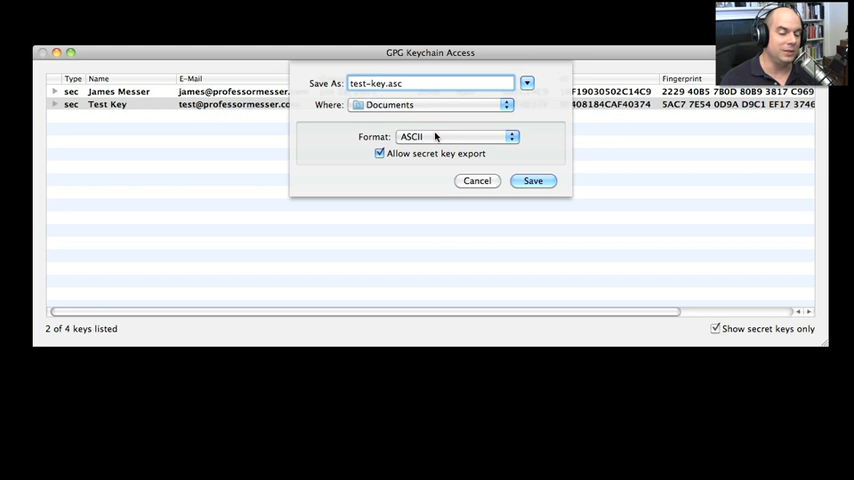 GPG Keychain Access
Save As: test-key.asc
Where: Documents
Format: ASCII
Allow secret key export
Cancel Save
Type Name E-Mail Fingerprint
sec James Messer james@professormesser. F19030502C14C9 2229 40B5 7B0D 80B9 3817 C969
sec Test Key test@professormesser.co 408184CAF40374 5AC7 7E54 0D9A D9C1 EF17 3746
2 of 4 keys listed
Show secret keys only